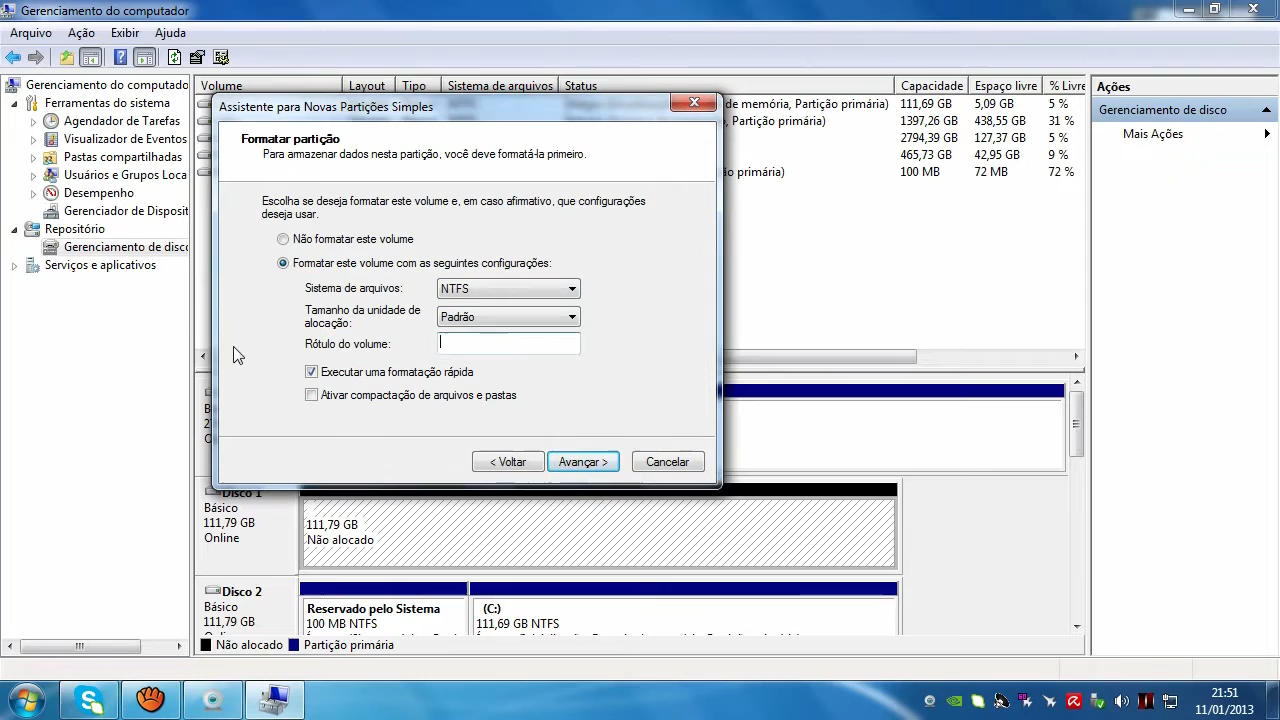 Gerenciamento do computador
Arquivo Ação Exibir Ajuda
Gerenciamento do computador
Ferramentas do sistema
Agendador de Tarefas
Visualizador de Eventos
Pastas compartilhadas
Usuários e Grupos Loca
Desempenho
Gerenciador de Disposit
Repositório
Gerenciamento de disco
Serviços e aplicativos
Volume Layout Tipo Sistema de arquivos Status Capacidade Espaço livre % Livre
de memória, Partição primária) 111,69 GB 5,09 GB 5 %
, Partição primária) 1397,26 GB 438,55 GB 31 %
2794,39 GB 127,37 GB 5 %
465,73 GB 42,95 GB 9 %
ão primária) 100 MB 72 MB 72 %
Assistente para Novas Partições Simples
Formatar partição
Para armazenar dados nesta partição, você deve formatá-la primeiro.
Escolha se deseja formatar este volume e, em caso afirmativo, que configurações
deseja usar.
Não formatar este volume
Formatar este volume com as seguintes configurações:
Sistema de arquivos: NTFS
Tamanho da unidade de
alocação: Padrão
Rótulo do volume:
Executar uma formatação rápida
Ativar compactação de arquivos e pastas
< Voltar Avançar > Cancelar
Disco 1
Básico
111,79 GB
Online
111,79 GB
Não alocado
Disco 2
Básico
111,79 GB
Reservado pelo Sistema
100 MB NTFS
(C:)
111,69 GB NTFS
Não alocado Partição primária
Ações
Gerenciamento de disco
Mais Ações
21:51
11/01/2013